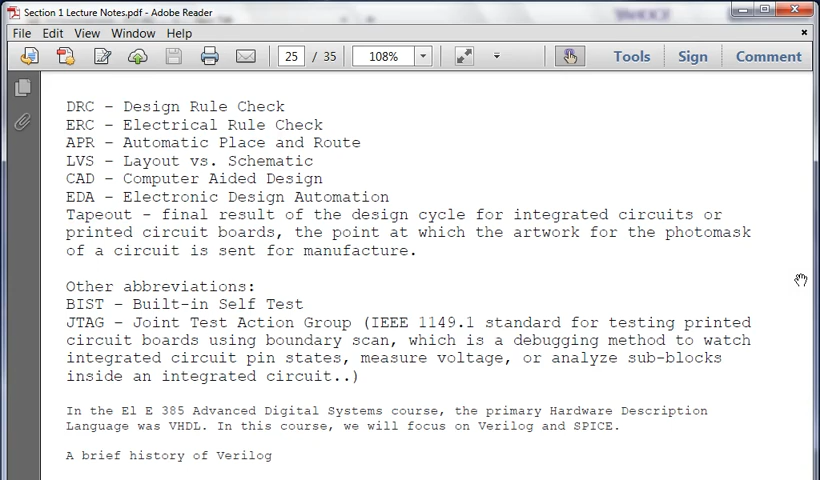 Section 1 Lecture Notes.pdf - Adobe Reader
File Edit View Window Help
25 / 35 108% Tools Sign Comment
DRC - Design Rule Check
ERC - Electrical Rule Check
APR - Automatic Place and Route
LVS - Layout vs. Schematic
CAD - Computer Aided Design
EDA - Electronic Design Automation
Tapeout - final result of the design cycle for integrated circuits or
printed circuit boards, the point at which the artwork for the photomask
of a circuit is sent for manufacture.
Other abbreviations:
BIST - Built-in Self Test
JTAG - Joint Test Action Group (IEEE 1149.1 standard for testing printed
circuit boards using boundary scan, which is a debugging method to watch
integrated circuit pin states, measure voltage, or analyze sub-blocks
inside an integrated circuit..)
In the El E 385 Advanced Digital Systems course, the primary Hardware Description
Language was VHDL. In this course, we will focus on Verilog and SPICE.
A brief history of Verilog